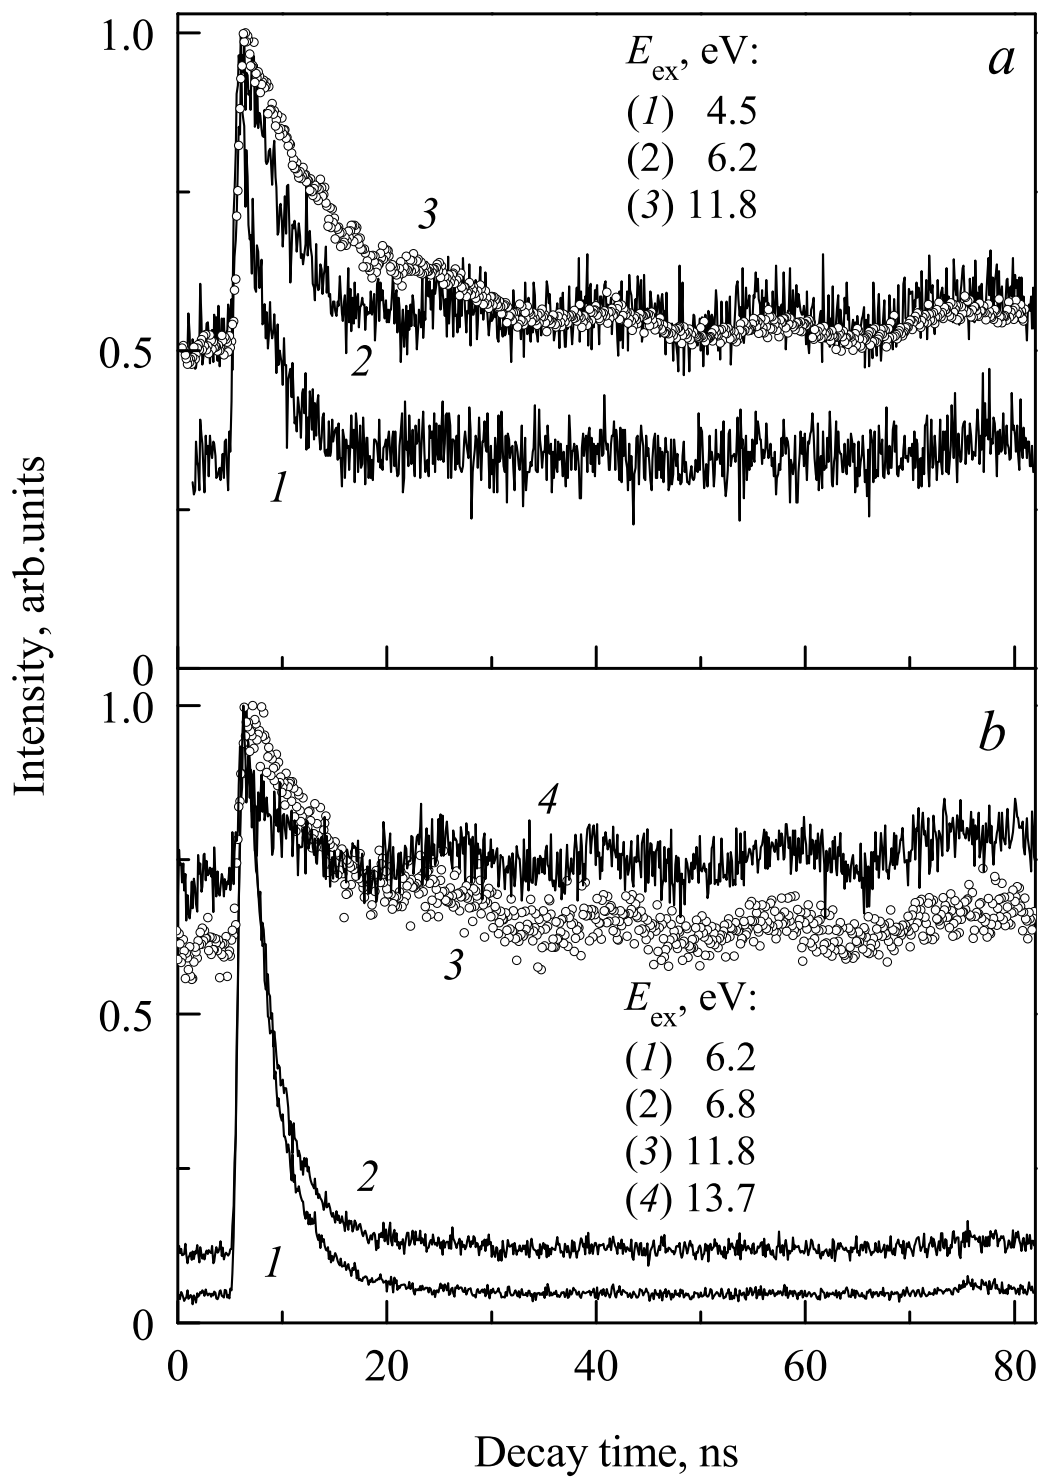 1.0
E_ex, eV:
a
(1) 4.5
(2) 6.2
(3) 11.8
3
0.5
2
1
0
Intensity, arb.units
1.0
b
4
3
0.5
E_ex, eV:
(1) 6.2
(2) 6.8
(3) 11.8
(4) 13.7
2
1
0
0 20 40 60 80
Decay time, ns